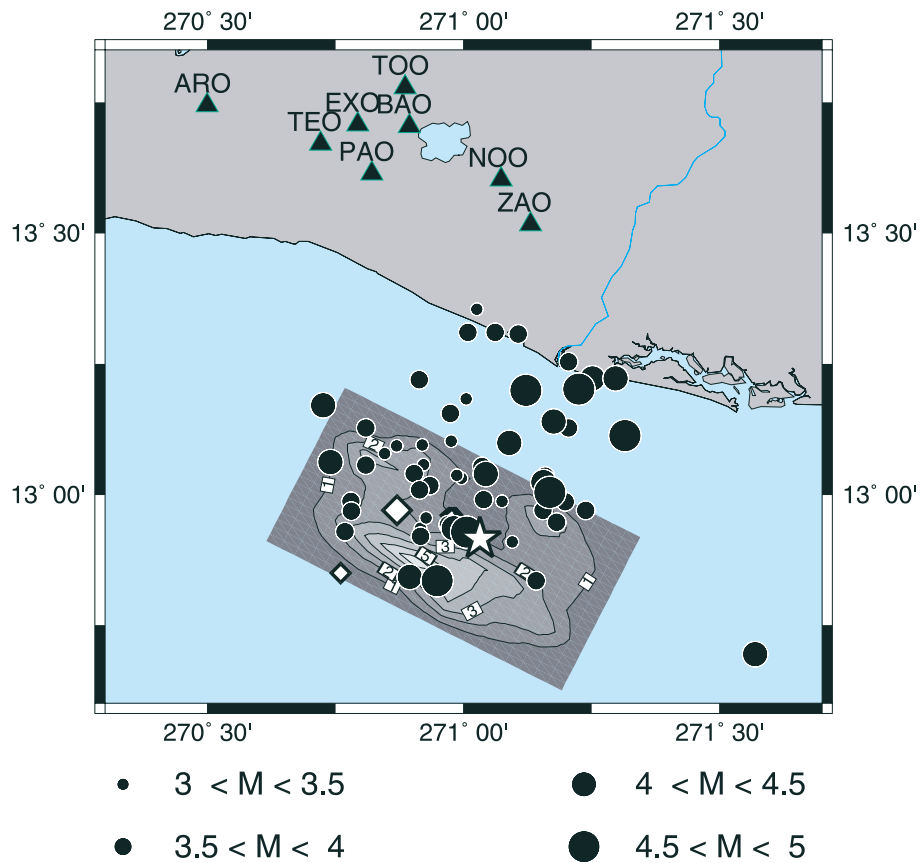 270° 30' 271° 00' 271° 30'
TOO
ARO
EXO BAO
TEO
PAO
NOO
ZAO
13° 30' 13° 30'
2
1
13° 00' 13° 00'
3
5
2 2
1 1
3
270° 30' 271° 00' 271° 30'
3 < M < 3.5 4 < M < 4.5
3.5 < M < 4 4.5 < M < 5